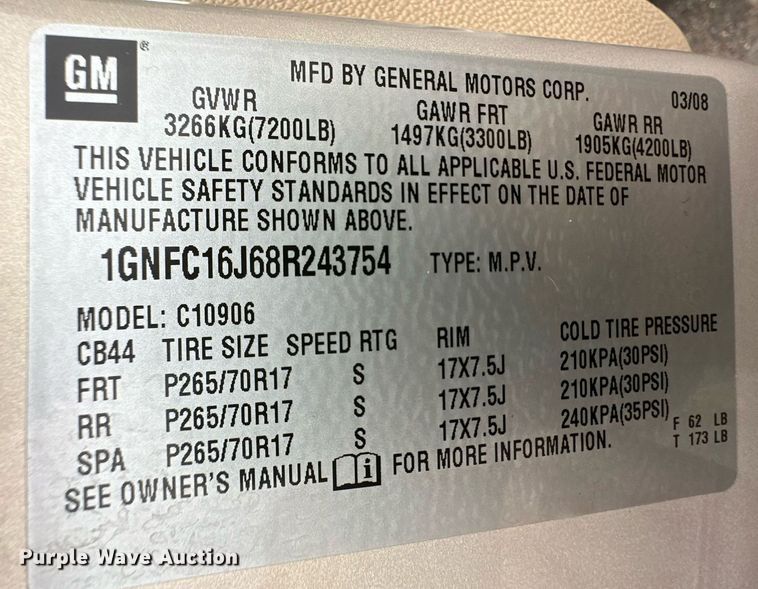 GM ®
MFD BY GENERAL MOTORS CORP. 03/08
GVWR GAWR FRT GAWR RR
3266KG(7200LB) 1497KG(3300LB) 1905KG(4200LB)
THIS VEHICLE CONFORMS TO ALL APPLICABLE U.S. FEDERAL MOTOR
VEHICLE SAFETY STANDARDS IN EFFECT ON THE DATE OF
MANUFACTURE SHOWN ABOVE.
1GNFC16J68R243754 TYPE: M.P.V.
MODEL: C10906
CB44 TIRE SIZE SPEED RTG RIM COLD TIRE PRESSURE
FRT P265/70R17 S 17X7.5J 210KPA(30PSI)
RR P265/70R17 S 17X7.5J 210KPA(30PSI)
SPA P265/70R17 S 17X7.5J 240KPA(35PSI) F 62 LB
T 173 LB
SEE OWNER'S MANUAL i FOR MORE INFORMATION.
Purple Wave Auction